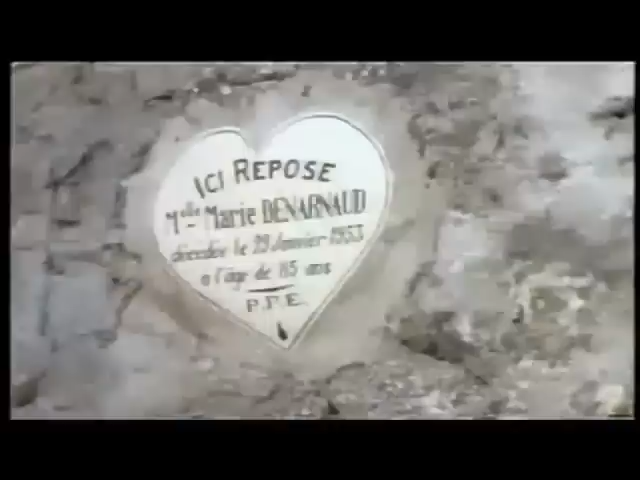 ICI REPOSE
Mlle Marie DENARNAUD
décédée le 29 Janvier 1953
a l'âge de 85 ans
P.P.E.